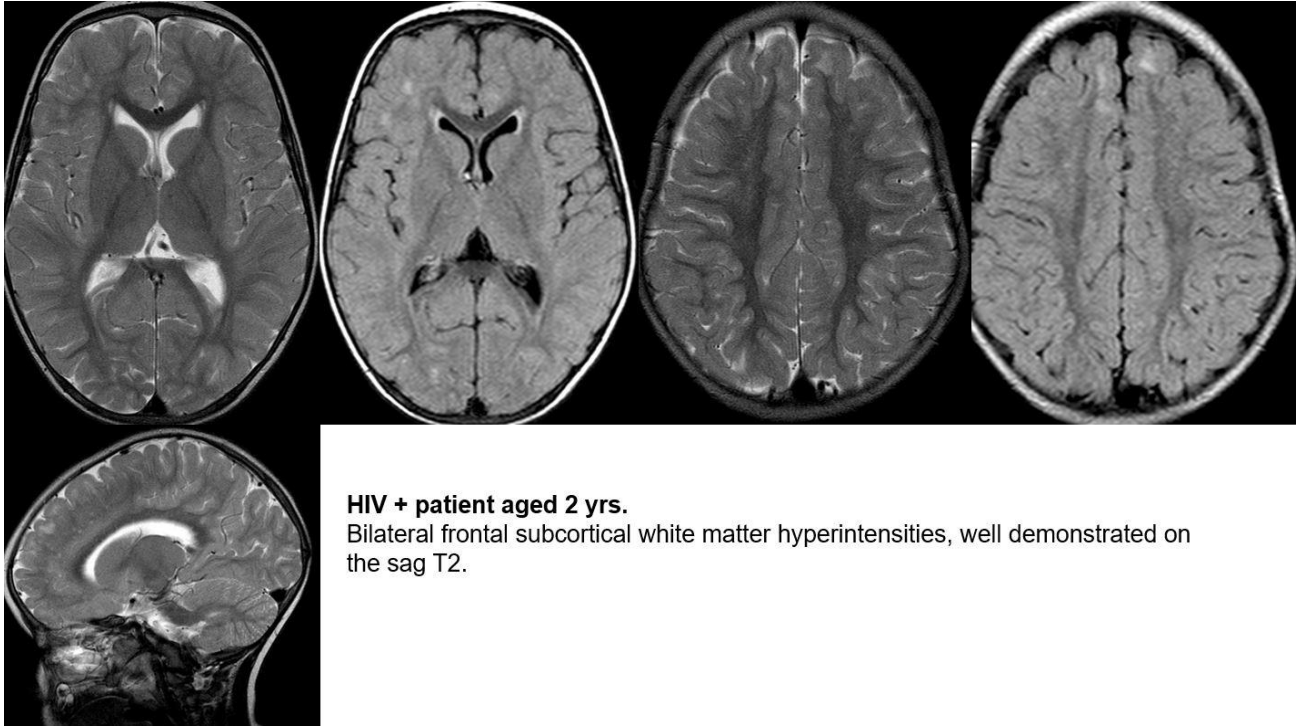 HIV + patient aged 2 yrs.
Bilateral frontal subcortical white matter hyperintensities, well demonstrated on
the sag T2.